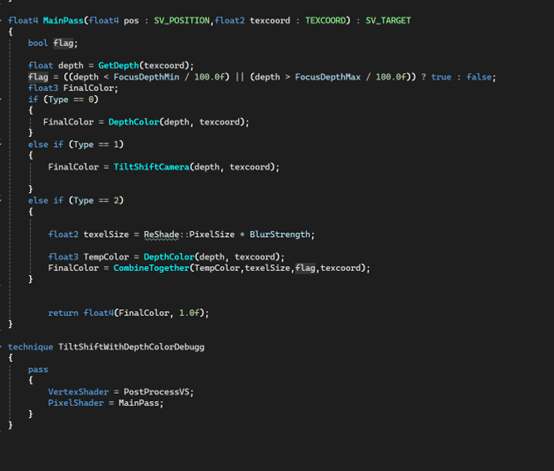 float4 MainPass(float4 pos : SV_POSITION,float2 texcoord : TEXCOORD) : SV_TARGET
{
bool flag;
float depth = GetDepth(texcoord);
flag = ((depth < FocusDepthMin / 100.0f) || (depth > FocusDepthMax / 100.0f)) ? true : false;
float3 FinalColor;
if (Type == 0)
{
FinalColor = DepthColor(depth, texcoord);
}
else if (Type == 1)
{
FinalColor = TiltShiftCamera(depth, texcoord);
}
else if (Type == 2)
{
float2 texelSize = ReShade::PixelSize * BlurStrength;
float3 TempColor = DepthColor(depth, texcoord);
FinalColor = CombineTogether(TempColor,texelSize,flag,texcoord);
}
return float4(FinalColor, 1.0f);
}
technique TiltShiftWithDepthColorDebugg
{
pass
{
VertexShader = PostProcessVS;
PixelShader = MainPass;
}
}